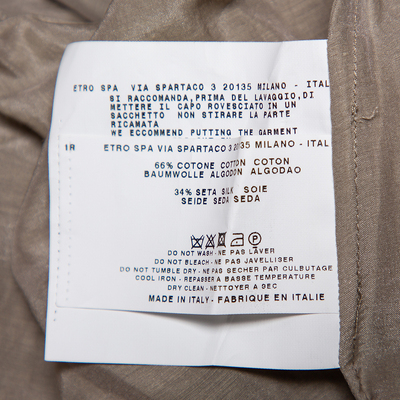 ETRO SPA VIA SPARTACO 3 20135 MILANO - ITAL
SI RACCOMANDA,PRIMA DEL LAVAGGIO,DI
METTERE IL CAPO ROVESCIATO IN UN
SACCHETTO NON STIRARE LA PARTE
RICAMATA
WE ECOMMEND PUTTING THE GARMENT
1R ETRO SPA VIA SPARTACO 3 20135 MILANO - ITAL
66% COTONE COTTON COTON
BAUMWOLLE ALGODON ALGODAO
34% SETA SILK SOIE
SEIDE SEDA SEDA
DO NOT WASH - NE PAS LAVER
DO NOT BLEACH - NE PAS JAVELLISER
DO NOT TUMBLE DRY - NE PAS SECHER PAR CULBUTAGE
COOL IRON - REPASSER A BASSE TEMPERATURE
DRY CLEAN - NETTOYER A SEC
MADE IN ITALY - FABRIQUE EN ITALIE